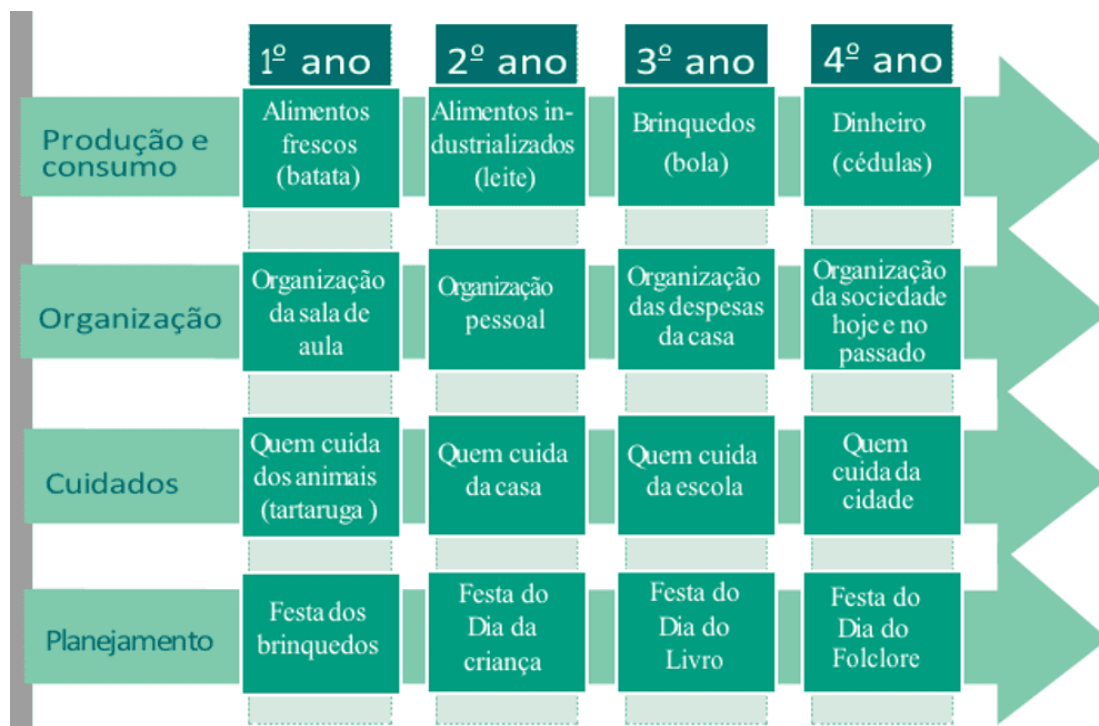 1º ano
2º ano
3º ano
4º ano
Produção e
consumo
Alimentos
frescos
(batata)
Alimentos in-
dustrializados
(leite)
Brinquedos
(bola)
Dinheiro
(cédulas)
Organização
Organização
da sala de
aula
Organização
pessoal
Organização
das despesas
da casa
Organização
da sociedade
hoje e no
passado
Cuidados
Quem cuida
dos animais
(tartaruga )
Quem cuida
da casa
Quem cuida
da escola
Quem
cuida da
cidade
Planejamento
Festa dos
brinquedos
Festa do
Dia da
criança
Festa do
Dia do
Livro
Festa do
Dia do
Folclore